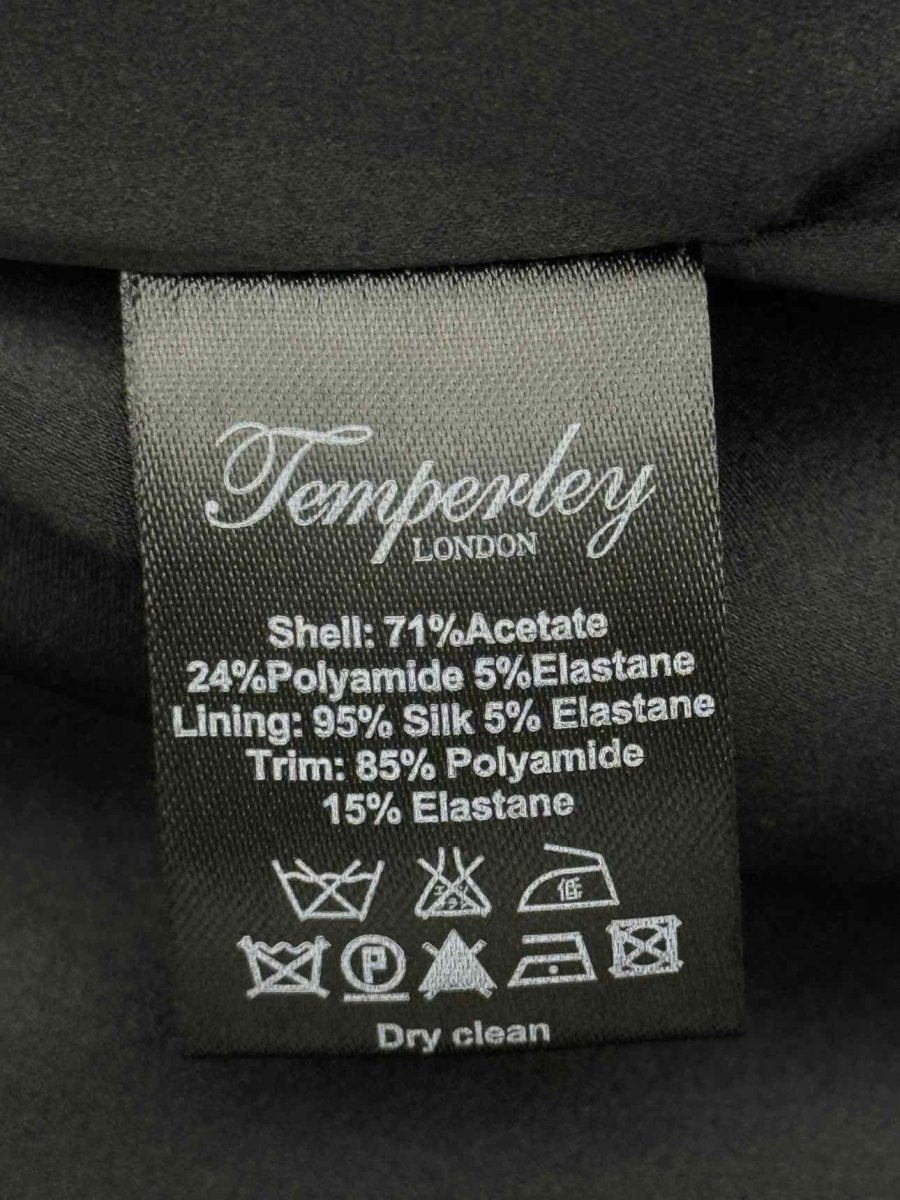 Temperley
LONDON
Shell: 71%Acetate
24%Polyamide 5%Elastane
Lining: 95% Silk 5% Elastane
Trim: 85% Polyamide
15% Elastane
低
P
Dry clean